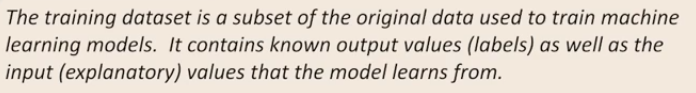 The training dataset is a subset of the original data used to train machine
learning models.  It contains known output values (labels) as well as the
input (explanatory) values that the model learns from.